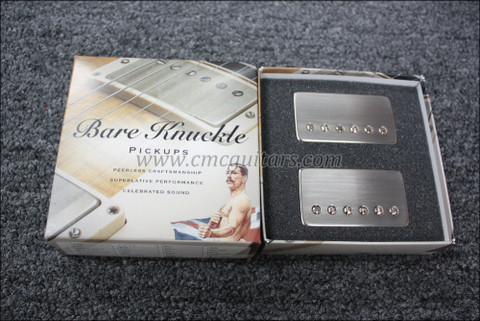 Bare Knuckle
PICKUPS
www.cmcguitars.com
PEERLESS CRAFTSMANSHIP
SUPERLATIVE PERFORMANCE
CELEBRATED SOUND